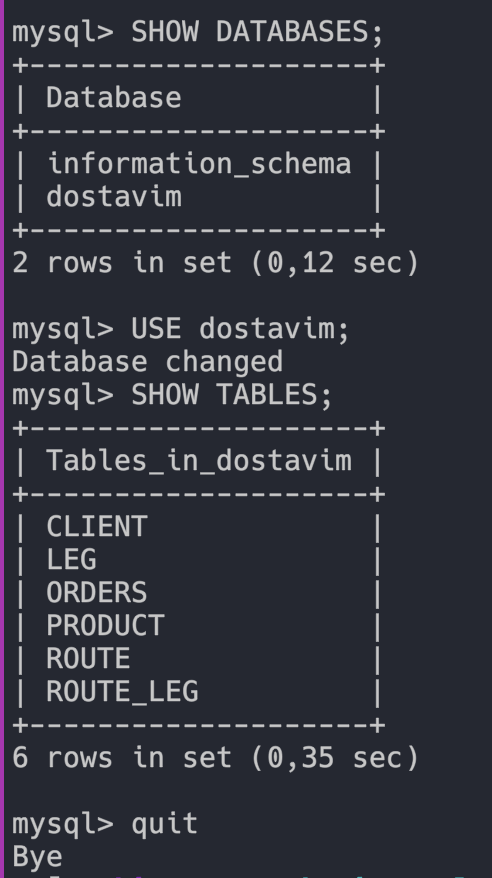 mysql> SHOW DATABASES;
+--------------------+
| Database           |
+--------------------+
| information_schema |
| dostavim           |
+--------------------+
2 rows in set (0,12 sec)

mysql> USE dostavim;
Database changed
mysql> SHOW TABLES;
+--------------------+
| Tables_in_dostavim |
+--------------------+
| CLIENT             |
| LEG                |
| ORDERS             |
| PRODUCT            |
| ROUTE              |
| ROUTE_LEG          |
+--------------------+
6 rows in set (0,35 sec)

mysql> quit
Bye